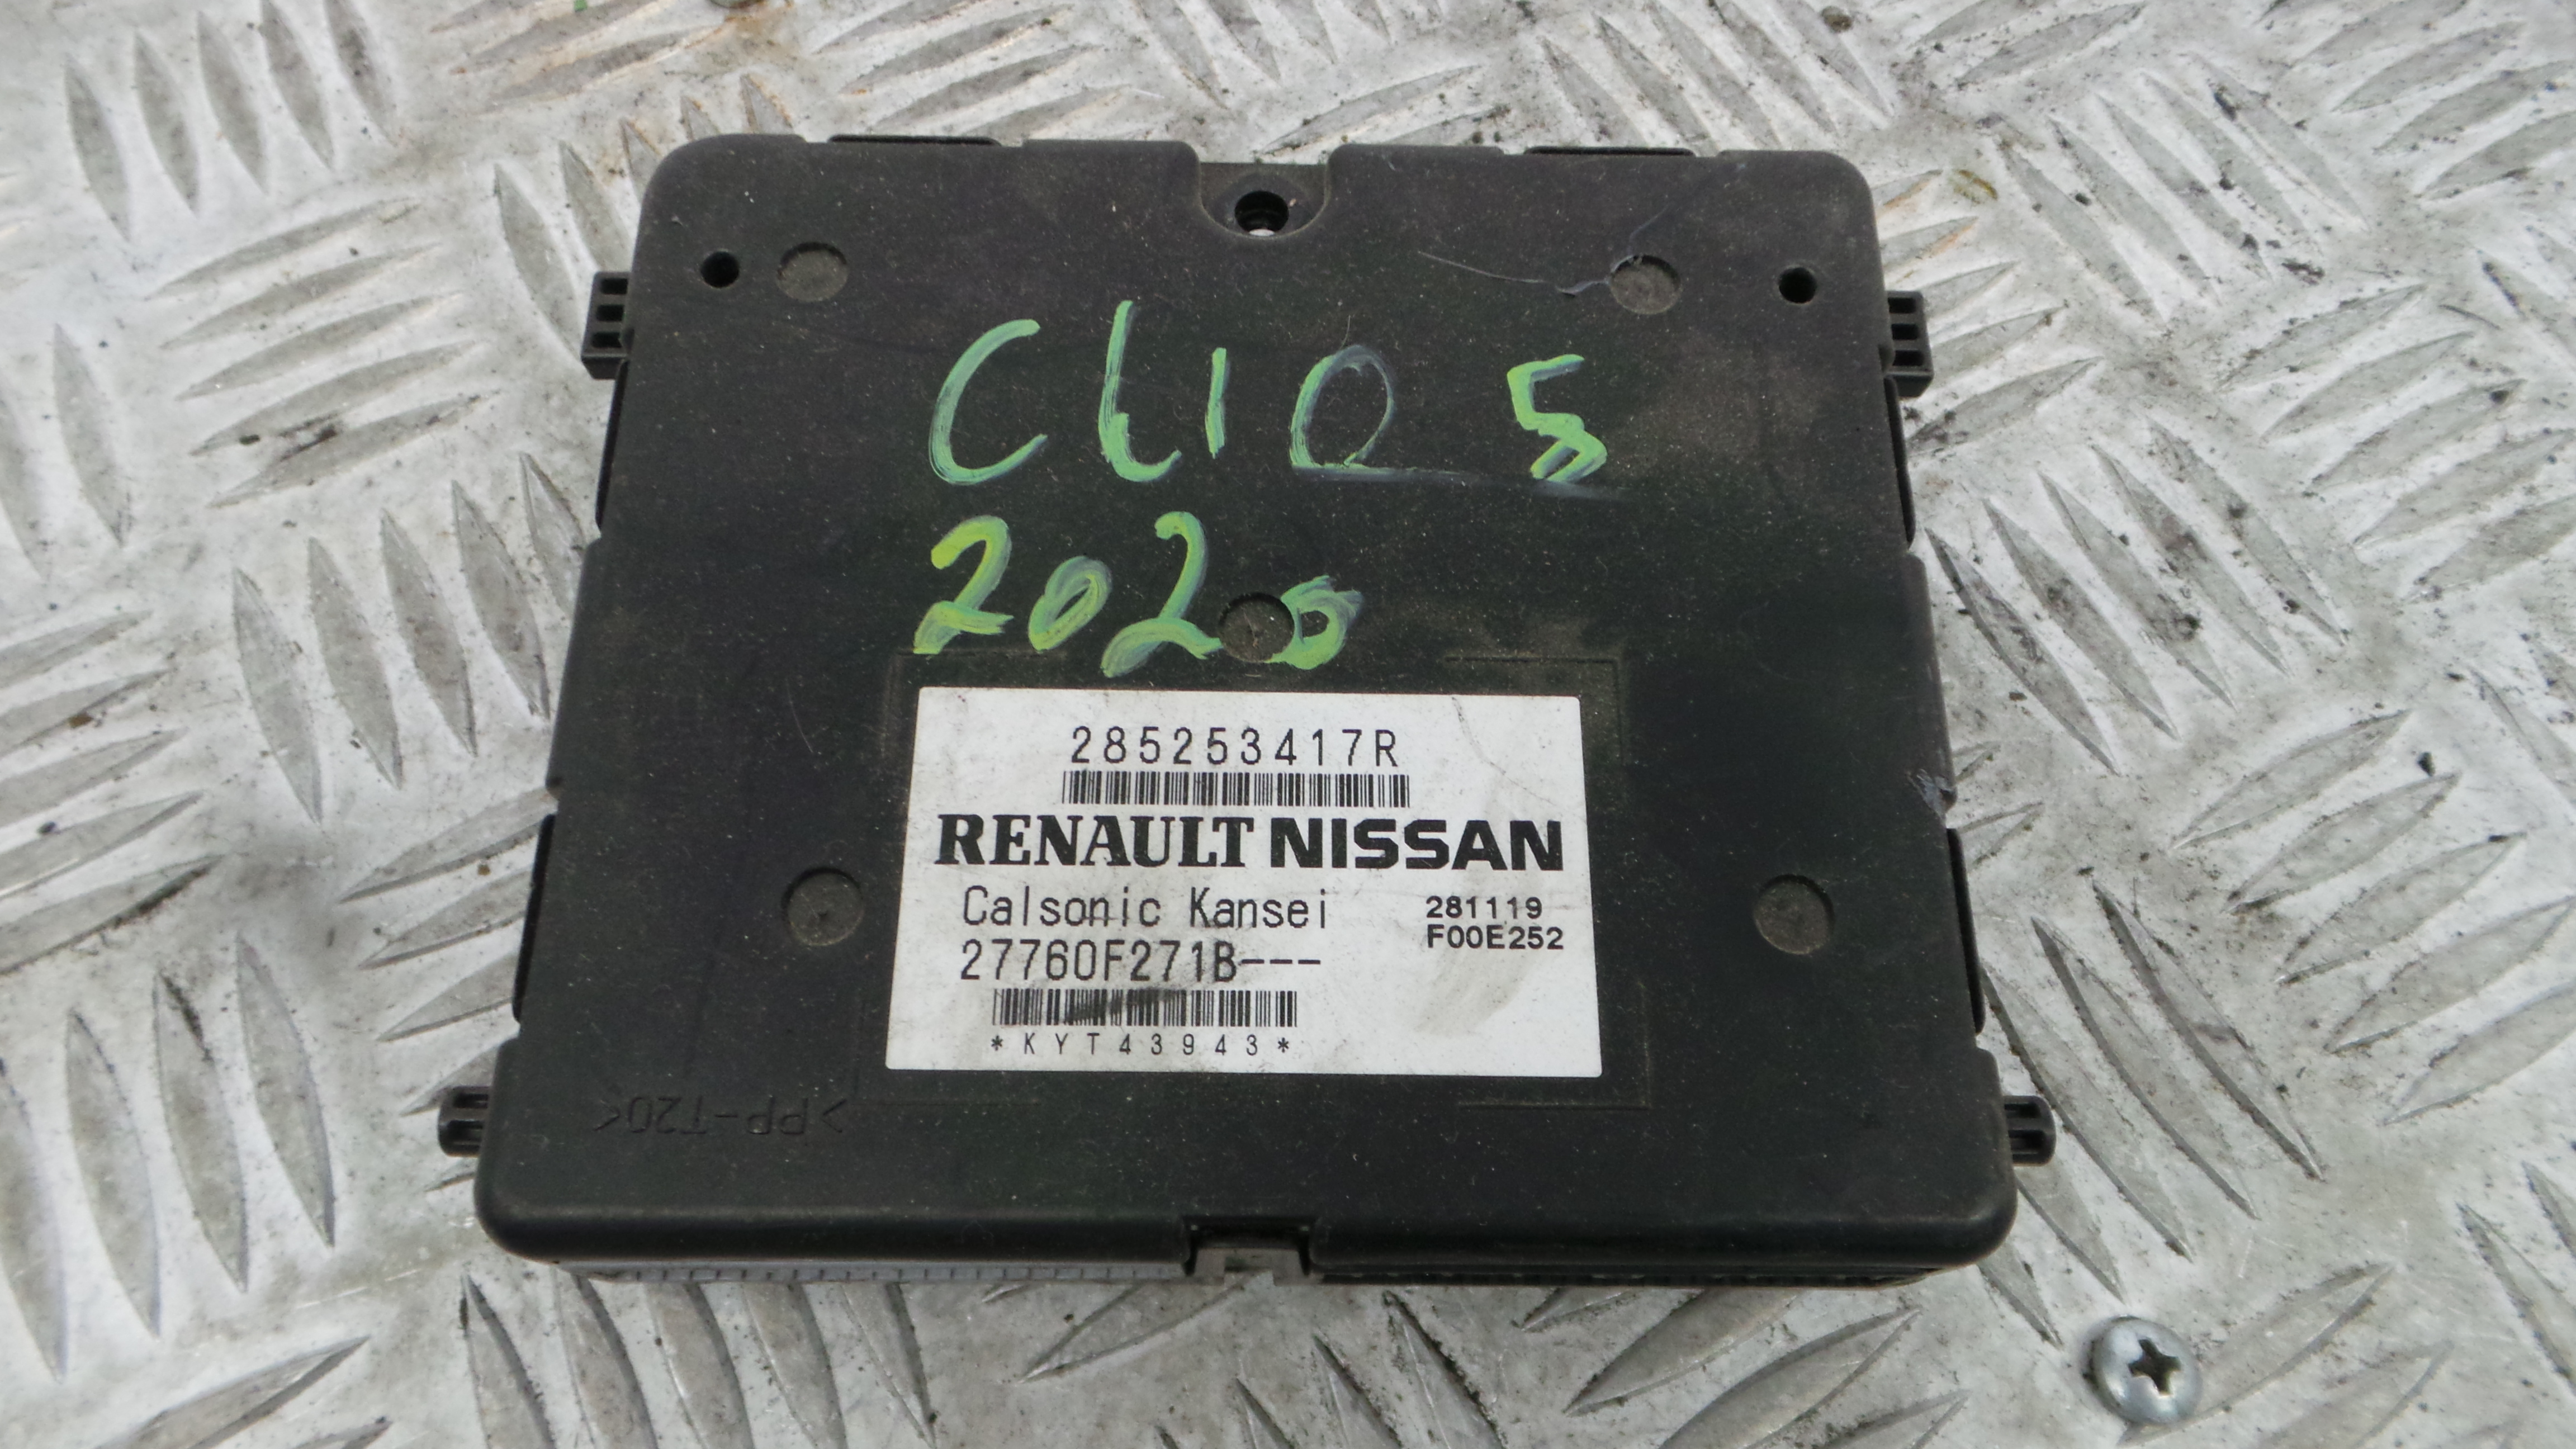 CLIO 5
2020
285253417R
RENAULT NISSAN
Calsonic Kansei
281119
27760F271B---
F00E252
*KYT43943*
>PP-T20<